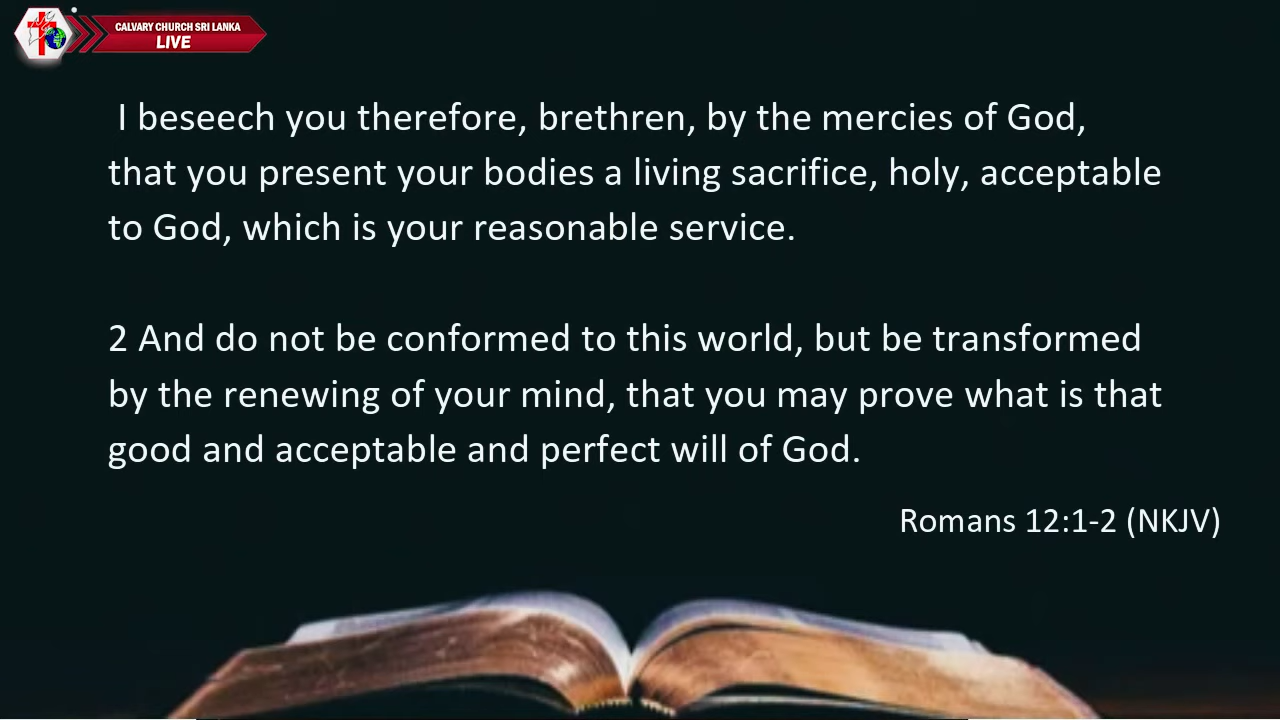 CALVARY CHURCH SRI LANKA
LIVE
I beseech you therefore, brethren, by the mercies of God,
that you present your bodies a living sacrifice, holy, acceptable
to God, which is your reasonable service.
2 And do not be conformed to this world, but be transformed
by the renewing of your mind, that you may prove what is that
good and acceptable and perfect will of God.
Romans 12:1-2 (NKJV)